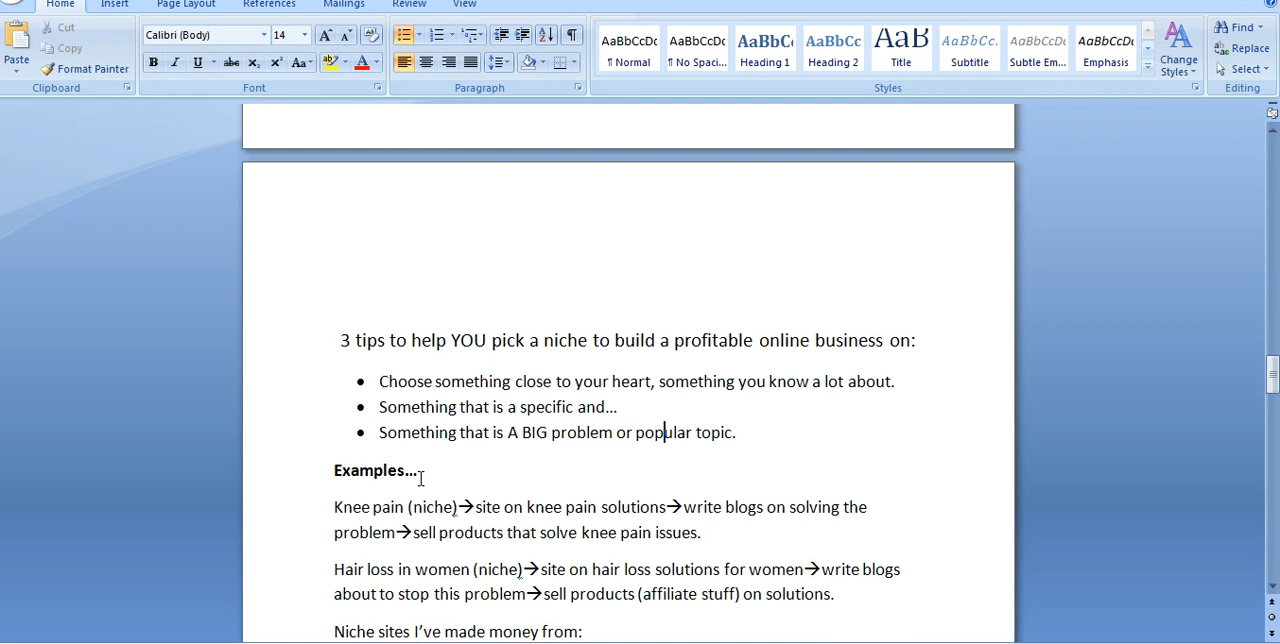 Home Insert Page Layout References Mailings Review View
Cut
Copy
Format Painter
Paste
Clipboard
Calibri (Body) 14
B I U abc X₂ X² Aa ab A
Font
Paragraph
AaBbCcDc AaBbCcDc AaBbC AaBbCc AaB AaBbCc. AaBbCcDc AaBbCcDc
¶ Normal ¶ No Spaci... Heading 1 Heading 2 Title Subtitle Subtle Em... Emphasis
Change
Styles
Styles
Find
Replace
Select
Editing
3 tips to help YOU pick a niche to build a profitable online business on:
• Choose something close to your heart, something you know a lot about.
• Something that is a specific and…
• Something that is A BIG problem or popular topic.
Examples…
Knee pain (niche)→site on knee pain solutions→write blogs on solving the
problem→sell products that solve knee pain issues.
Hair loss in women (niche)→site on hair loss solutions for women→write blogs
about to stop this problem→sell products (affiliate stuff) on solutions.
Niche sites I’ve made money from: